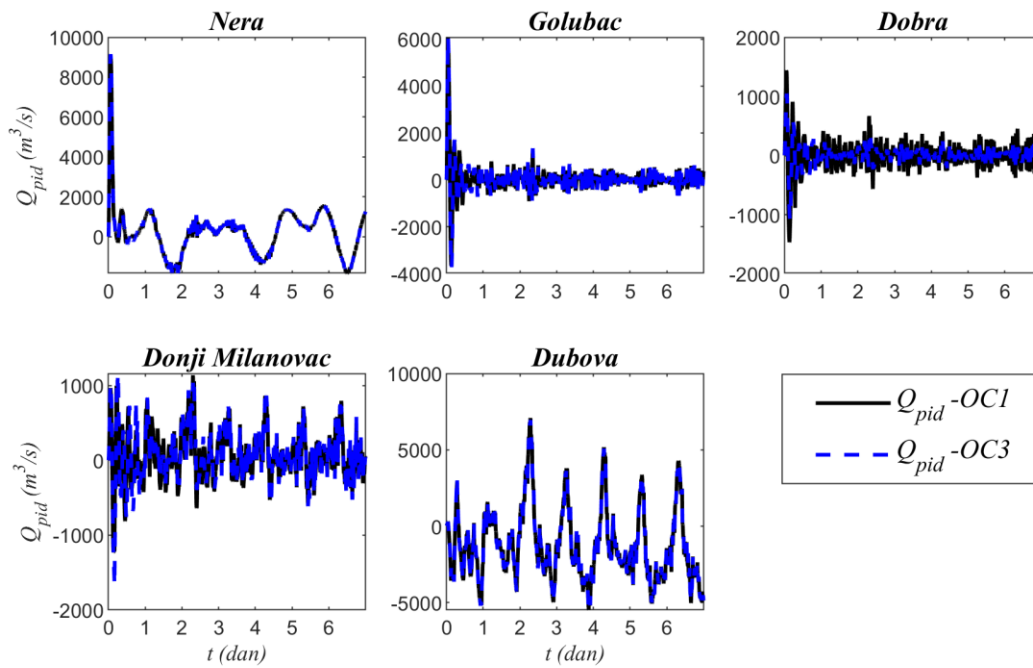 Nera
Q_pid (m^3/s)
10000
8000
6000
4000
2000
0
0 1 2 3 4 5 6
Golubac
6000
4000
2000
0
-2000
-4000
0 1 2 3 4 5 6
Dobra
2000
1000
0
-1000
-2000
0 1 2 3 4 5 6
Donji Milanovac
Q_pid (m^3/s)
1000
0
-1000
-2000
0 1 2 3 4 5 6
t (dan)
Dubova
10000
5000
0
-5000
0 1 2 3 4 5 6
t (dan)
Q_pid -OC1
Q_pid -OC3